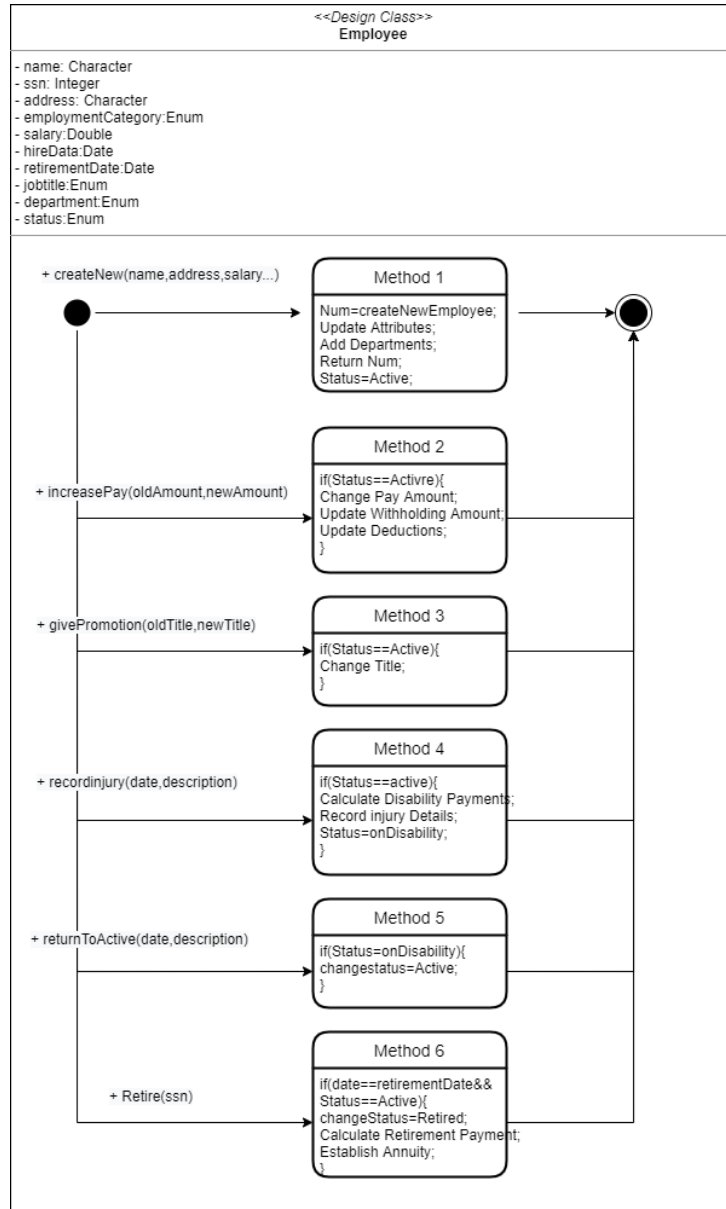 <<Design Class>>
Employee
- name: Character
- ssn: Integer
- address: Character
- employmentCategory:Enum
- salary:Double
- hireData:Date
- retirementDate:Date
- jobtitle:Enum
- department:Enum
- status:Enum
+ createNew(name,address,salary...)
Method 1
Num=createNewEmployee;
Update Attributes;
Add Departments;
Return Num;
Status=Active;
+ increasePay(oldAmount,newAmount)
Method 2
if(Status==Activre){
Change Pay Amount;
Update Withholding Amount;
Update Deductions;
}
+ givePromotion(oldTitle,newTitle)
Method 3
if(Status==Active){
Change Title;
}
+ recordinjury(date,description)
Method 4
if(Status==active){
Calculate Disability Payments;
Record injury Details;
Status=onDisability;
}
+ returnToActive(date,description)
Method 5
if(Status=onDisability){
changestatus=Active;
}
+ Retire(ssn)
Method 6
if(date==retirementDate&&
Status==Active){
changeStatus=Retired;
Calculate Retirement Payment;
Establish Annuity;
}